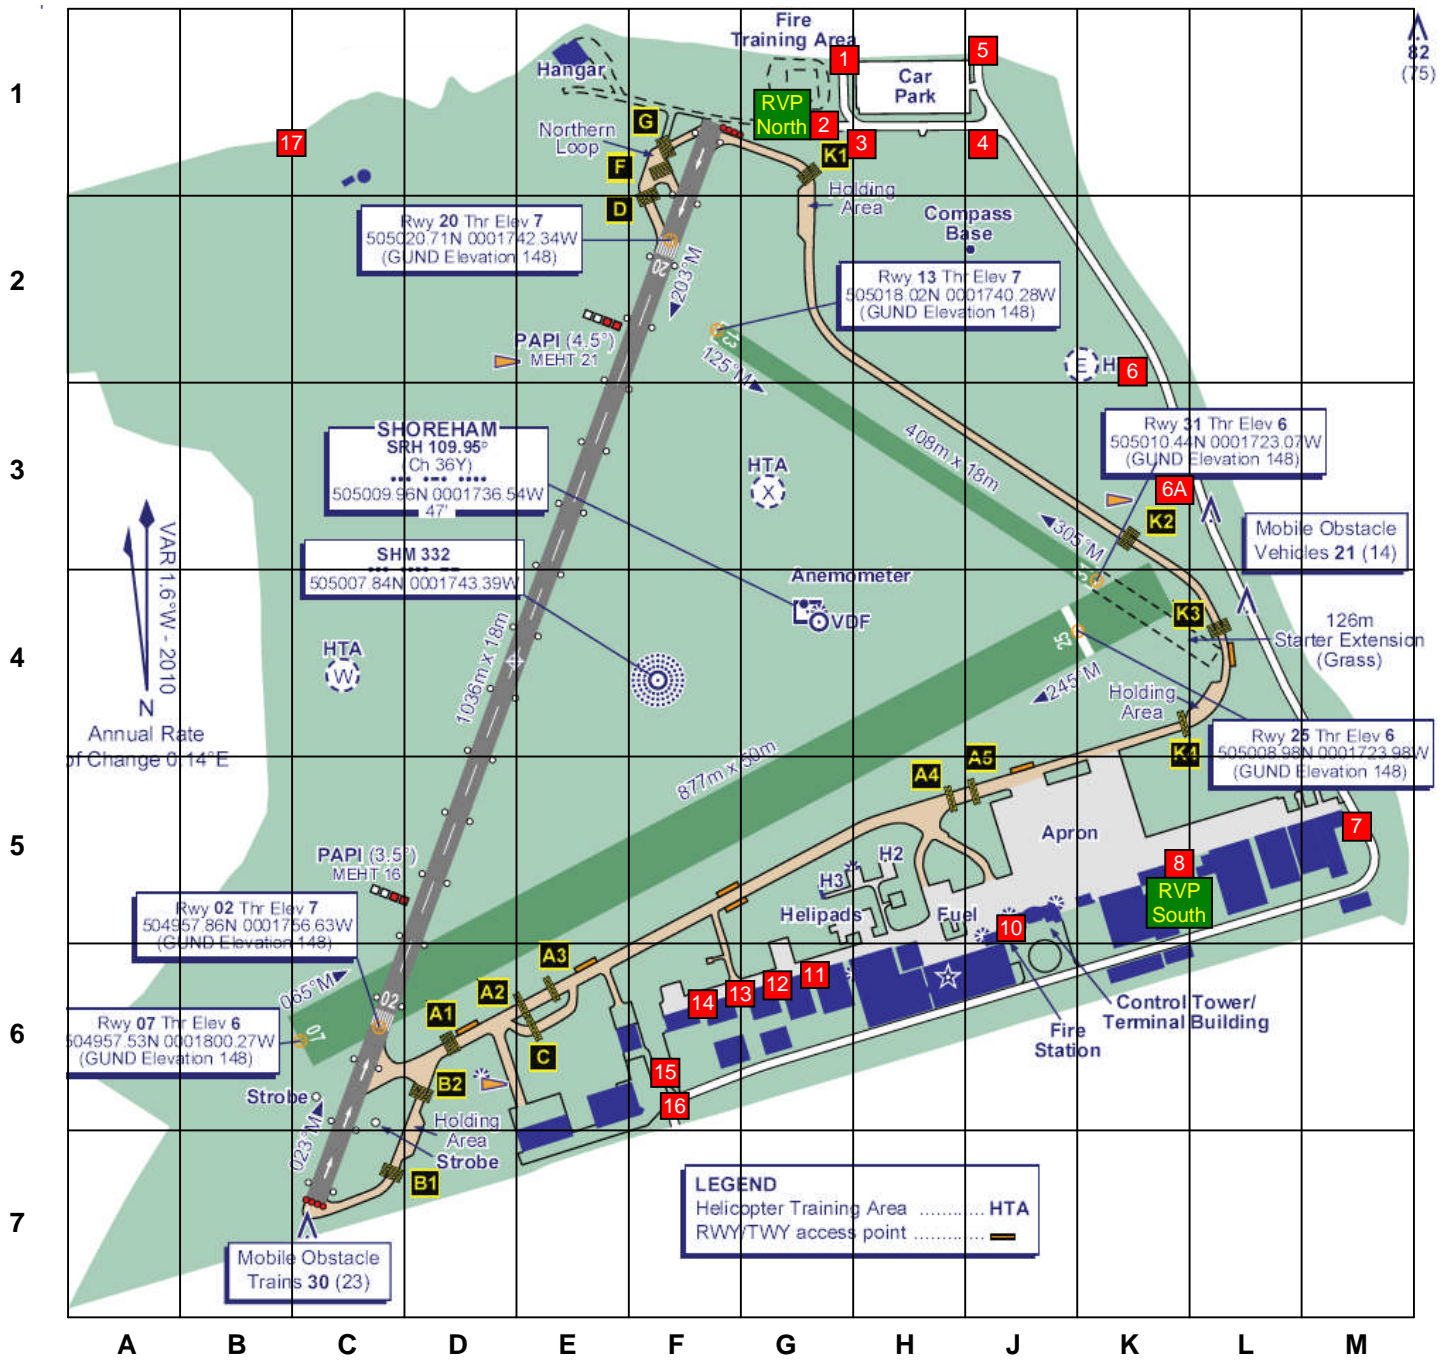 Fire
Training Area
1
5
82
(75)
Hangar
Car
Park
1
RVP
North
2
G
Northern
Loop
17
3
4
K1
F
Holding
Area
D
Compass
Base
Rwy 20 Thr Elev 7
505020.71N 0001742.34W
(GUND Elevation 148)
20
203°M
2
Rwy 13 Thr Elev 7
505018.02N 0001740.28W
(GUND Elevation 148)
PAPI (4.5°)
MEHT 21
13
125°M
E
6
SHOREHAM
SRH 109.95°
(Ch 36Y)
505009.96N 0001736.54W
47'
3
HTA
X
408m x 18m
Rwy 31 Thr Elev 6
505010.44N 0001723.07W
(GUND Elevation 148)
6A
K2
305°M
Mobile Obstacle
Vehicles 21 (14)
VAR 1.6°W - 2010
N
Annual Rate
of Change 0.14°E
SHM 332
505007.84N 0001743.39W
Anemometer
VDF
K3
126m
Starter Extension
(Grass)
4
HTA
W
1036m x 18m
25
245°M
Holding
Area
K4
Rwy 25 Thr Elev 6
505008.98N 0001723.98W
(GUND Elevation 148)
877m x 50m
A4
A5
Apron
7
5
PAPI (3.5°)
MEHT 16
H2
H3
8
RVP
South
Helipads
Fuel
10
Rwy 02 Thr Elev 7
504957.86N 0001756.63W
(GUND Elevation 148)
065°M
02
07
A3
A2
A1
11
12
13
14
Rwy 07 Thr Elev 6
504957.53N 0001800.27W
(GUND Elevation 148)
6
Control Tower/
Terminal Building
Fire
Station
C
B2
15
16
Strobe
023°M
Holding
Area
Strobe
B1
7
LEGEND
Helicopter Training Area ............ HTA
RWY/TWY access point ..............
Mobile Obstacle
Trains 30 (23)
A B C D E F G H J K L M